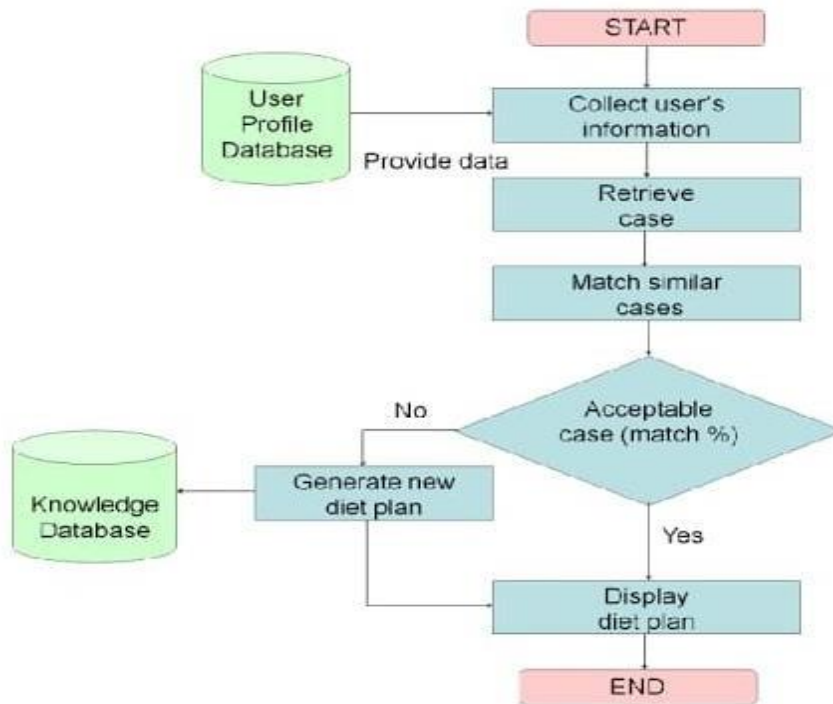 START
User
Profile
Database
Collect user's
information
Provide data
Retrieve
case
Match similar
cases
Acceptable
case (match %)
No
Generate new
diet plan
Knowledge
Database
Yes
Display
diet plan
END